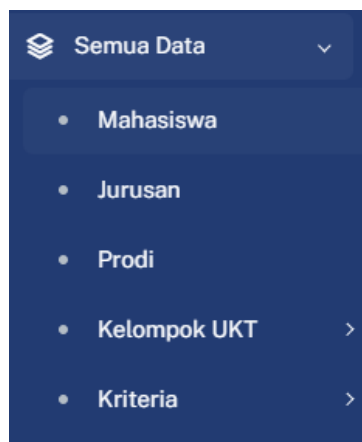 Semua Data
Mahasiswa
Jurusan
Prodi
Kelompok UKT
Kriteria